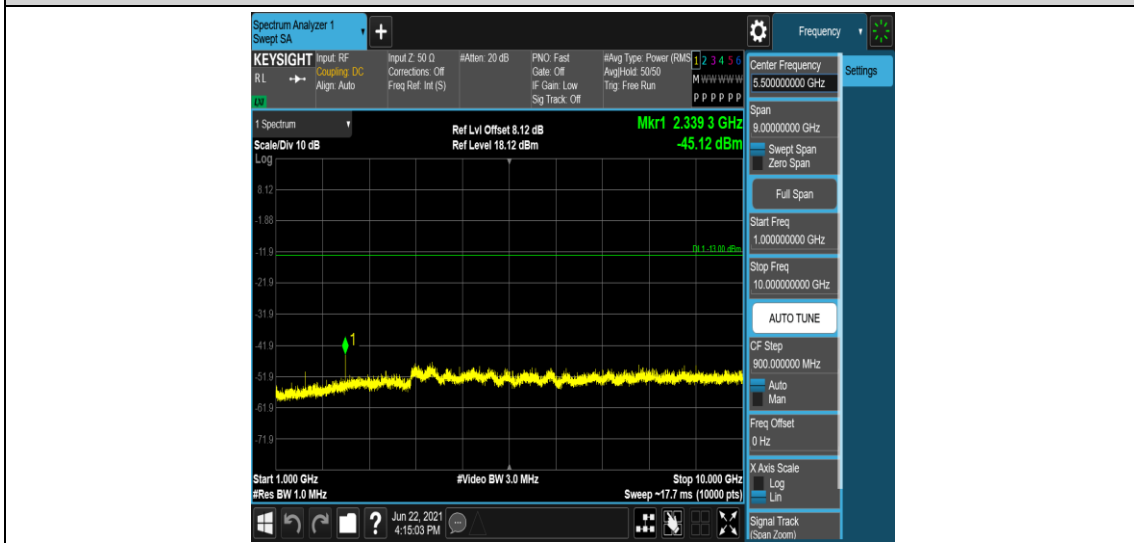 Spectrum Analyzer 1
Swept SA
+
Frequency
KEYSIGHT
RL
LXI
Input: RF
Coupling: DC
Align: Auto
Input Z: 50 Ω
Corrections: Off
Freq Ref: Int (S)
#Atten: 20 dB
PNO: Fast
Gate: Off
IF Gain: Low
Sig Track: Off
#Avg Type: Power (RMS
Avg|Hold: 50/50
Trig: Free Run
1 2 3 4 5 6
M W W W W W
P P P P P P
Center Frequency
5.500000000 GHz
Settings
1 Spectrum
Scale/Div 10 dB
Ref Lvl Offset 8.12 dB
Ref Level 18.12 dBm
Mkr1 2.339 3 GHz
-45.12 dBm
Log
8.12
-1.88
-11.9
-21.9
-31.9
-41.9
-51.9
-61.9
-71.9
DL1 -13.00 dBm
1
Start 1.000 GHz
#Res BW 1.0 MHz
#Video BW 3.0 MHz
Stop 10.000 GHz
Sweep ~17.7 ms (10000 pts)
Span
9.00000000 GHz
Swept Span
Zero Span
Full Span
Start Freq
1.000000000 GHz
Stop Freq
10.000000000 GHz
AUTO TUNE
CF Step
900.000000 MHz
Auto
Man
Freq Offset
0 Hz
X Axis Scale
Log
Lin
Signal Track
(Span Zoom)
?
Jun 22, 2021
4:15:03 PM